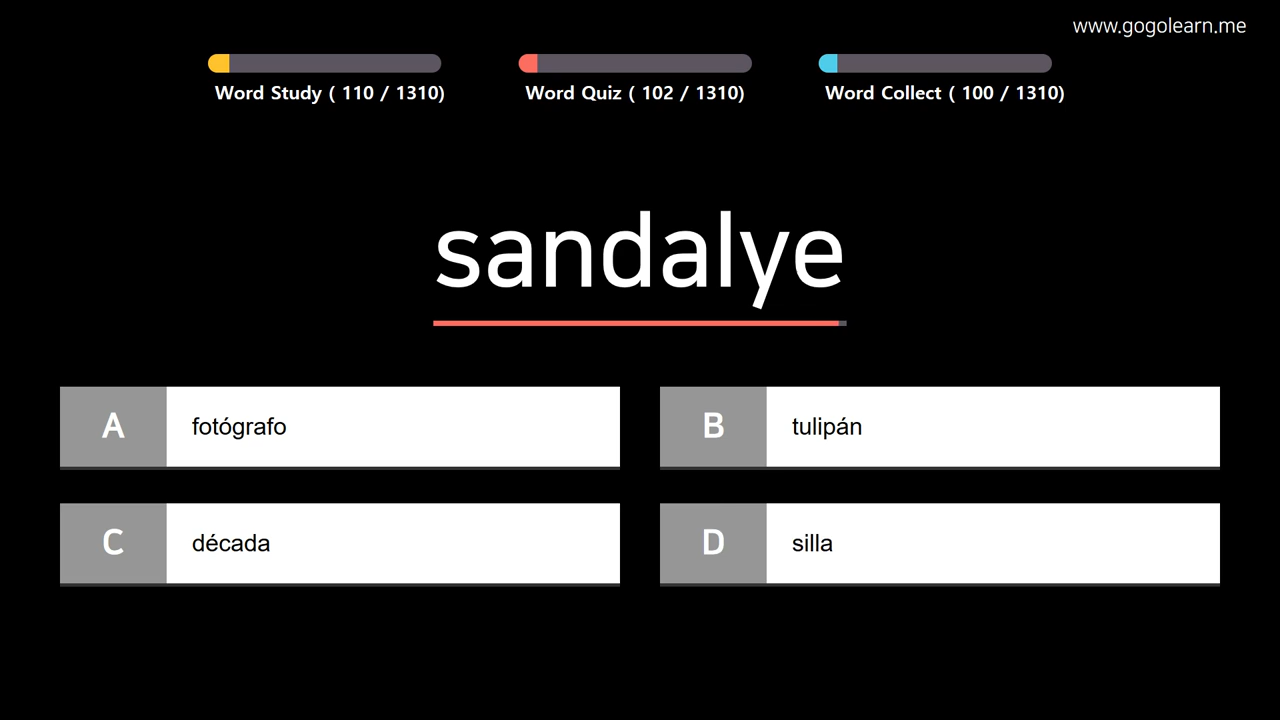 www.gogolearn.me
Word Study ( 110 / 1310)
Word Quiz ( 102 / 1310)
Word Collect ( 100 / 1310)
sandalye
A fotógrafo
B tulipán
C década
D silla